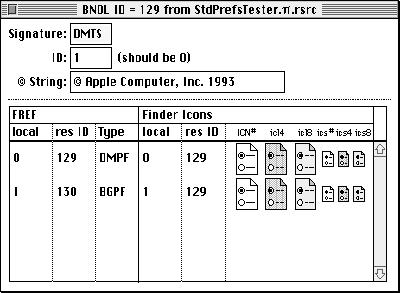 BNDL ID = 129 from StdPrefsTester.π.rsrc
Signature: DMTS
ID: 1 (should be 0)
© String: © Apple Computer, Inc. 1993
FREF Finder Icons
local res ID Type local res ID ICN# icl4 icl8 ics# ics4 ics8
0 129 DMPF 0 129
1 130 BGPF 1 129